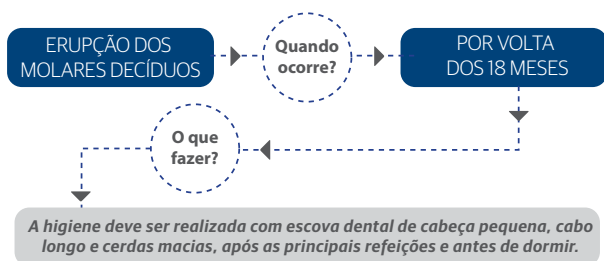 ERUPÇÃO DOS
MOLARES DECÍDUOS
Quando
ocorre?
POR VOLTA
DOS 18 MESES
O que
fazer?
A higiene deve ser realizada com escova dental de cabeça pequena, cabo
longo e cerdas macias, após as principais refeições e antes de dormir.